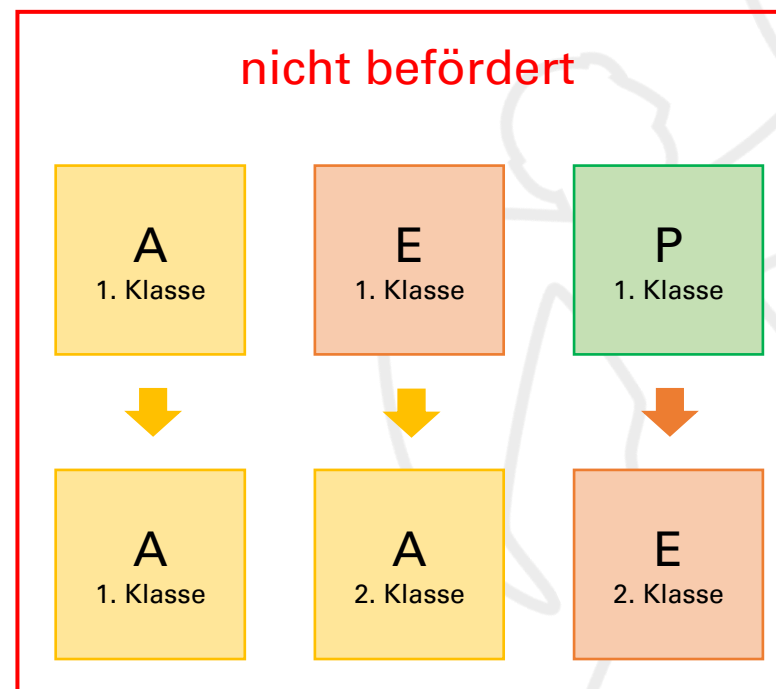 nicht befördert
A
1. Klasse
E
1. Klasse
P
1. Klasse
A
1. Klasse
A
2. Klasse
E
2. Klasse